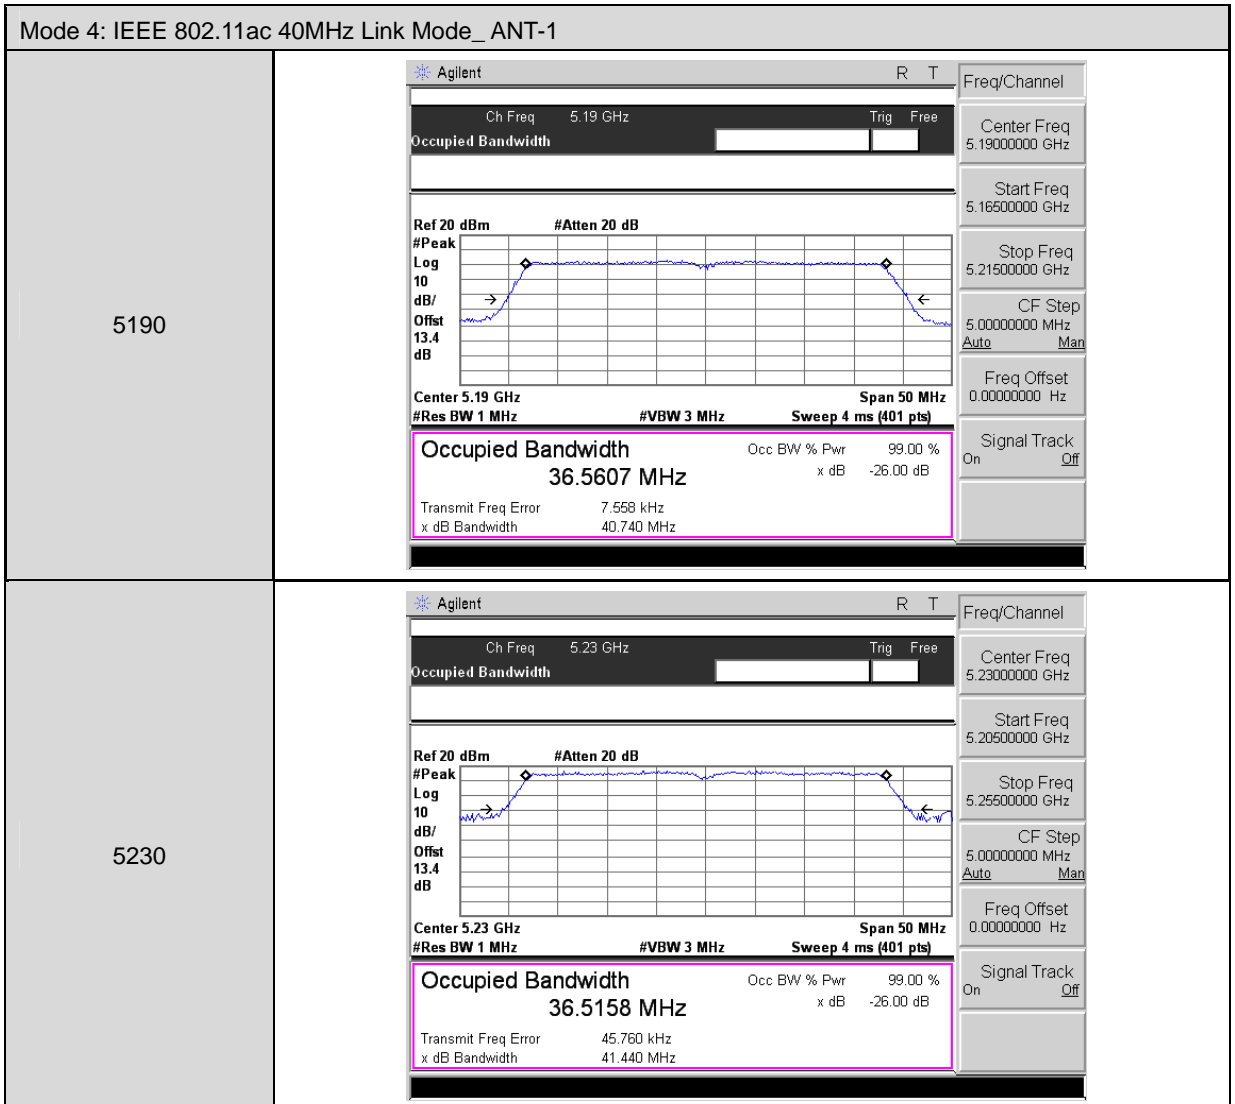 Mode 4: IEEE 802.11ac 40MHz Link Mode_ ANT-1
5190
Agilent
R T
Ch Freq 5.19 GHz
Trig Free
Occupied Bandwidth
Ref 20 dBm
#Atten 20 dB
#Peak
Log
10
dB/
Offst
13.4
dB
Center 5.19 GHz
Span 50 MHz
#Res BW 1 MHz
#VBW 3 MHz
Sweep 4 ms (401 pts)
Occupied Bandwidth
36.5607 MHz
Occ BW % Pwr 99.00 %
x dB -26.00 dB
Transmit Freq Error 7.558 kHz
x dB Bandwidth 40.740 MHz
Freq/Channel
Center Freq
5.19000000 GHz
Start Freq
5.16500000 GHz
Stop Freq
5.21500000 GHz
CF Step
5.00000000 MHz
Auto Man
Freq Offset
0.00000000 Hz
Signal Track
On Off
5230
Agilent
R T
Ch Freq 5.23 GHz
Trig Free
Occupied Bandwidth
Ref 20 dBm
#Atten 20 dB
#Peak
Log
10
dB/
Offst
13.4
dB
Center 5.23 GHz
Span 50 MHz
#Res BW 1 MHz
#VBW 3 MHz
Sweep 4 ms (401 pts)
Occupied Bandwidth
36.5158 MHz
Occ BW % Pwr 99.00 %
x dB -26.00 dB
Transmit Freq Error 45.760 kHz
x dB Bandwidth 41.440 MHz
Freq/Channel
Center Freq
5.23000000 GHz
Start Freq
5.20500000 GHz
Stop Freq
5.25500000 GHz
CF Step
5.00000000 MHz
Auto Man
Freq Offset
0.00000000 Hz
Signal Track
On Off